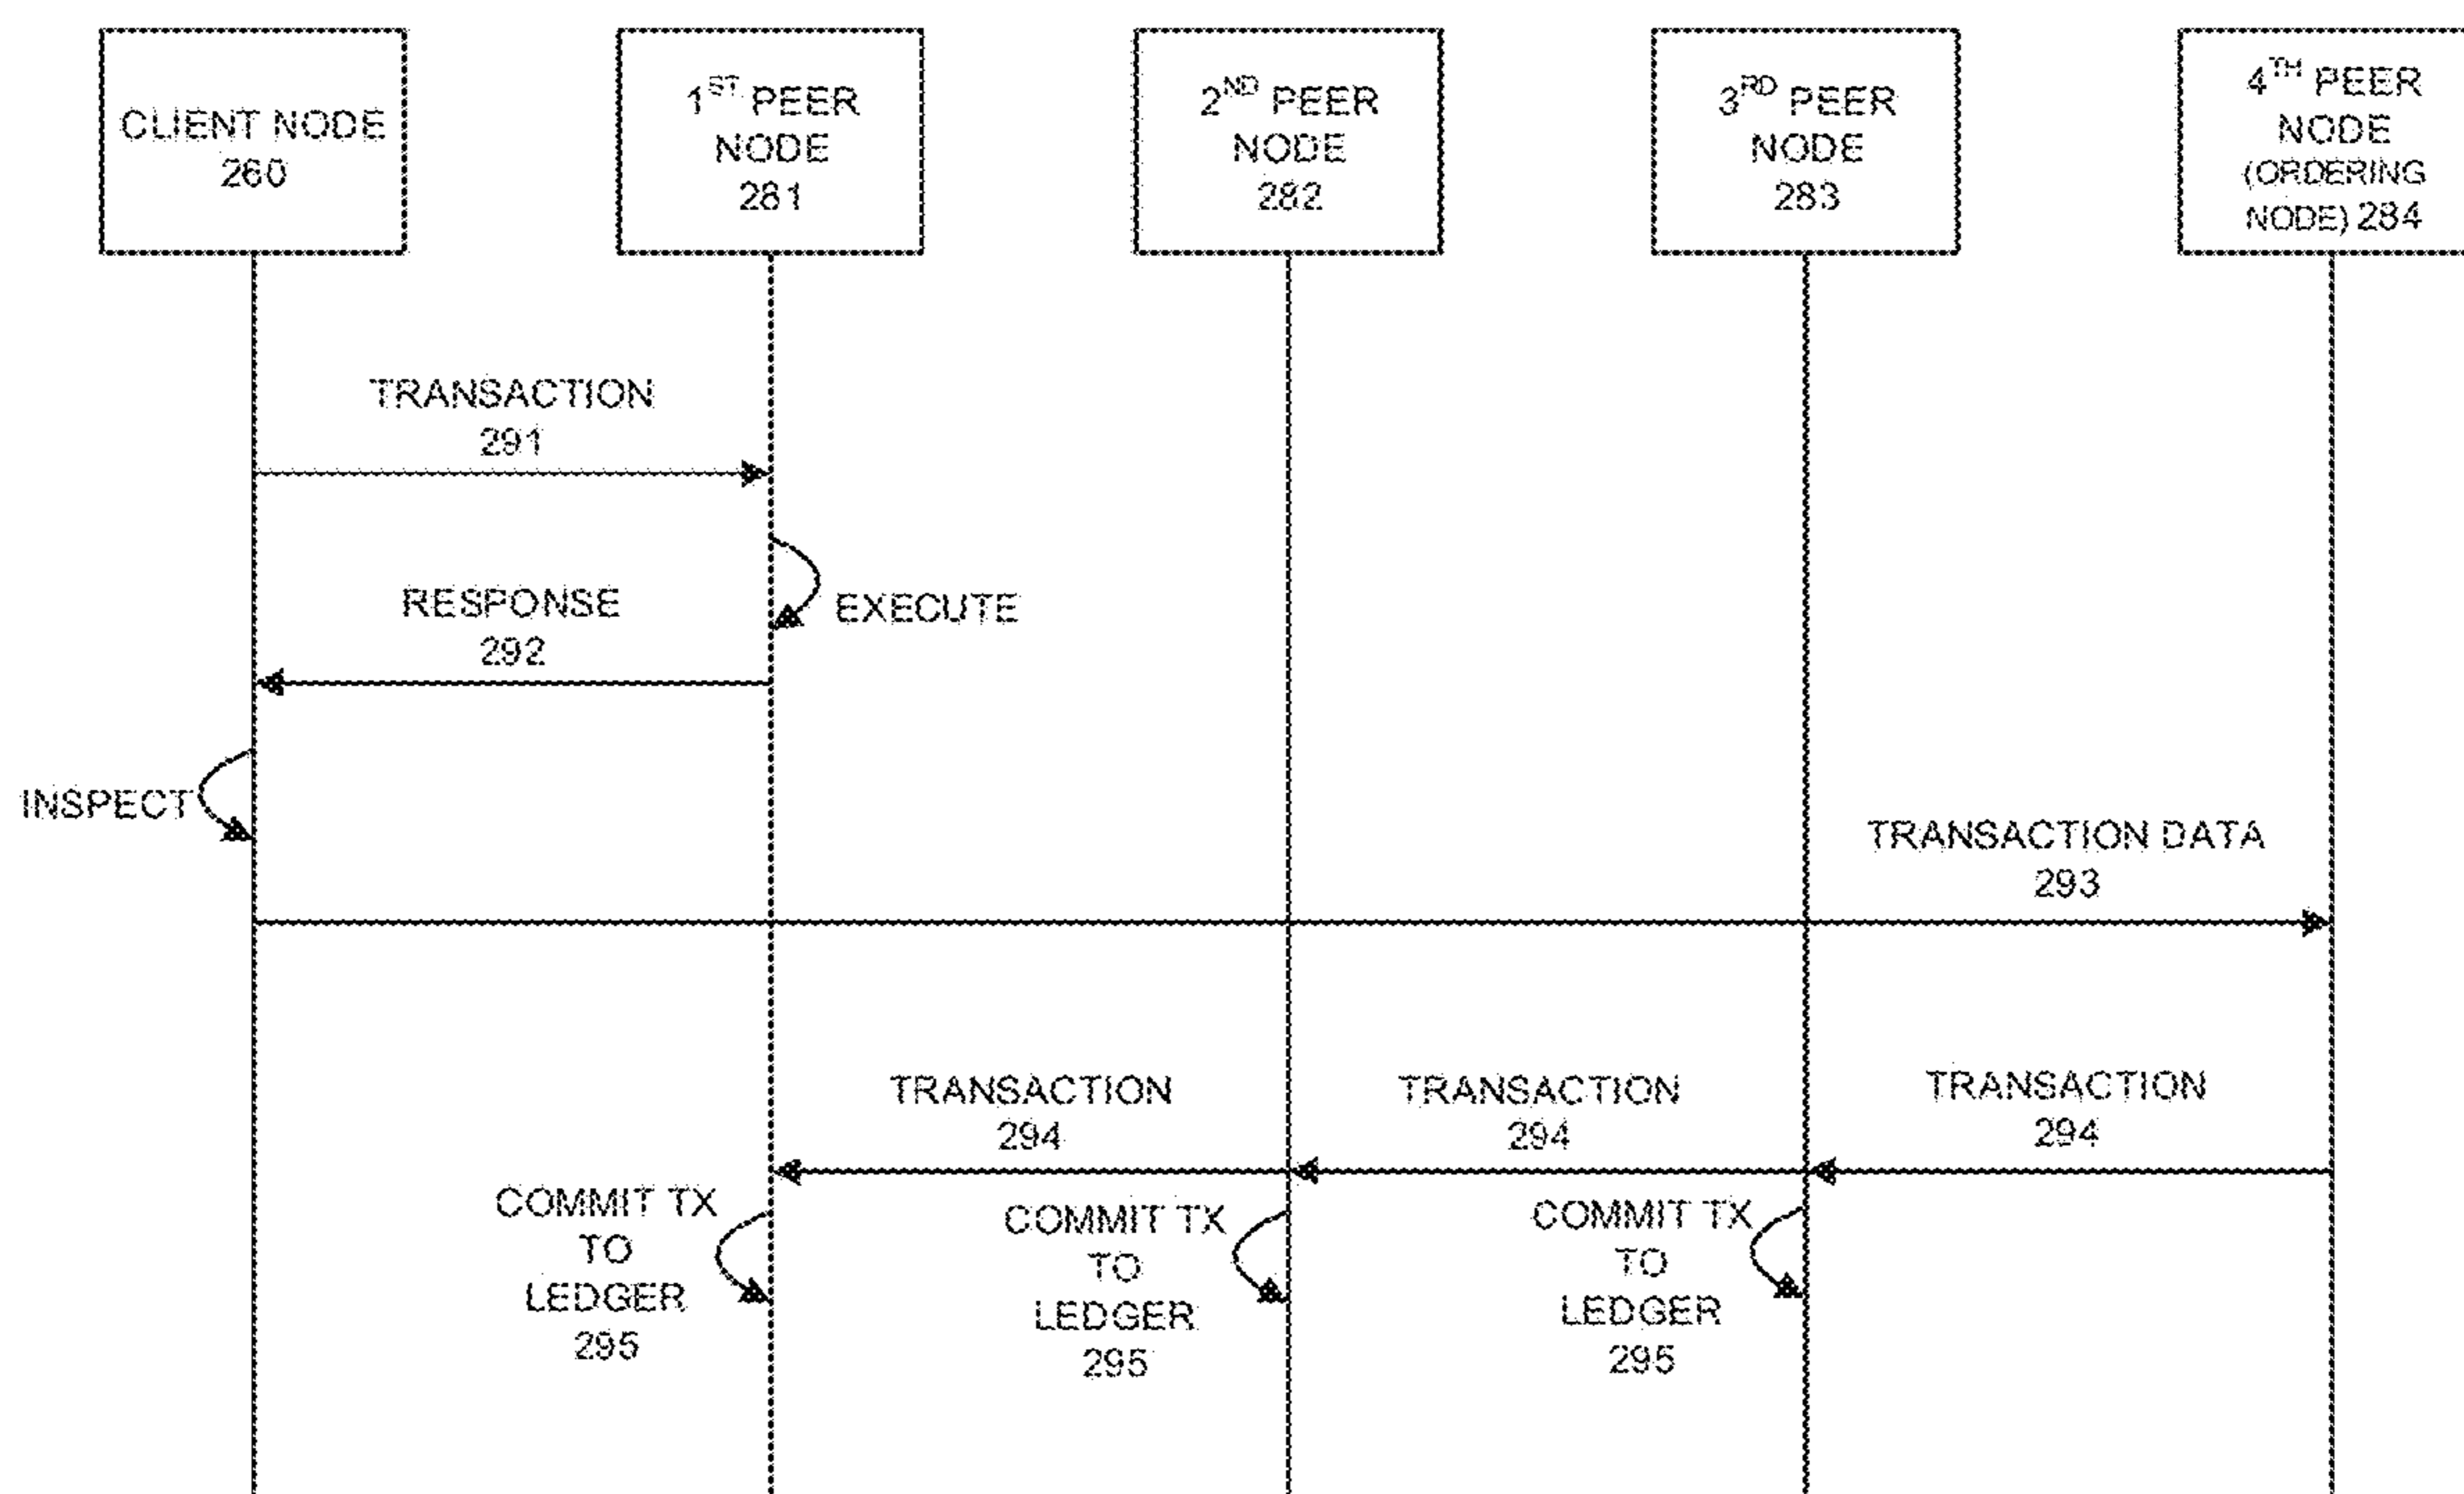 CLIENT NODE
260
1ST PEER
NODE
281
2ND PEER
NODE
282
3RD PEER
NODE
283
4TH PEER
NODE
(ORDERING
NODE) 284
TRANSACTION
291
EXECUTE
RESPONSE
292
INSPECT
TRANSACTION DATA
293
TRANSACTION
294
TRANSACTION
294
TRANSACTION
294
COMMIT TX
TO
LEDGER
295
COMMIT TX
TO
LEDGER
295
COMMIT TX
TO
LEDGER
295